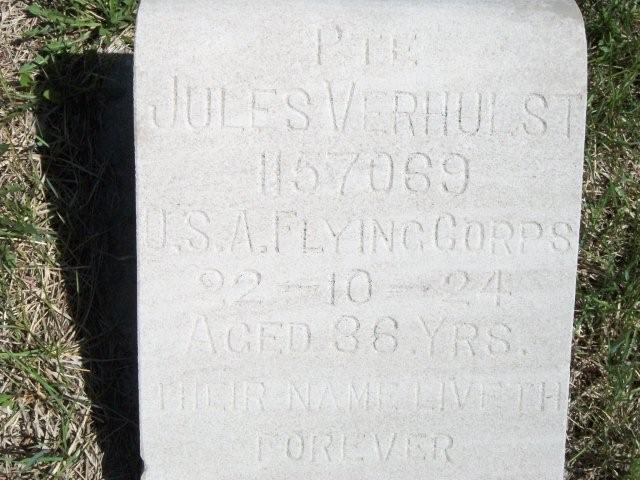 PTE
JULES VERHULST
1157069
U.S.A. FLYING CORPS
22-10-24
AGED 36 YRS.
THEIR NAME LIVETH
FOREVER